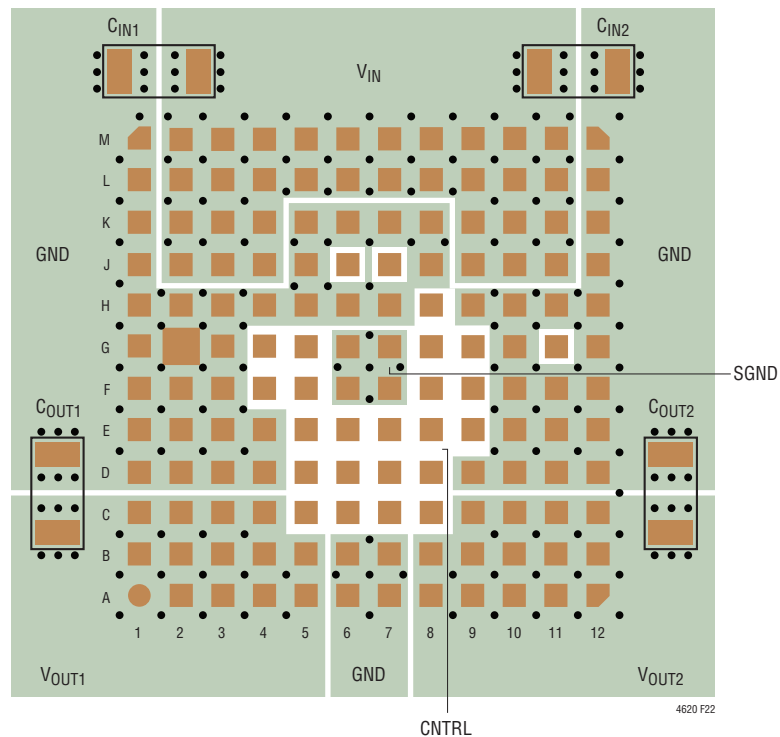 CIN1
CIN2
VIN
M
L
K
GND
J
GND
H
G
SGND
F
COUT1
COUT2
E
D
C
B
A
1 2 3 4 5 6 7 8 9 10 11 12
VOUT1
GND
VOUT2
4620 F22
CNTRL